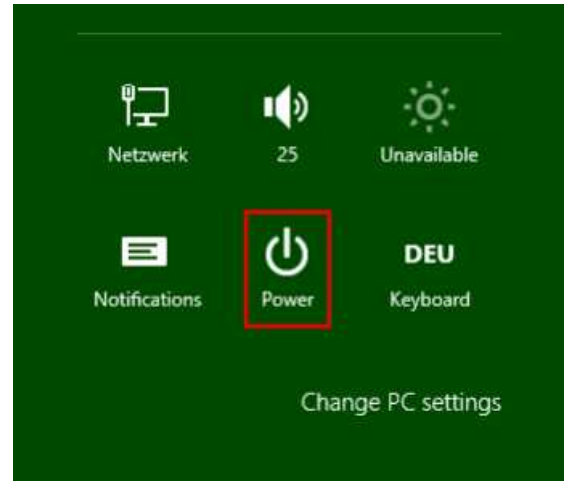 Netzwerk 25 Unavailable
DEU
Notifications Power Keyboard
Change PC settings